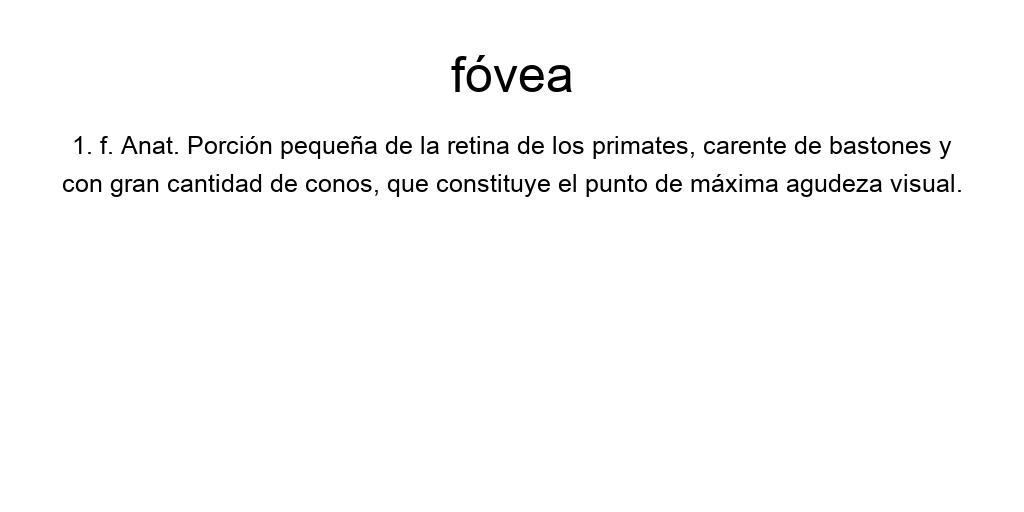 fóvea
1. f. Anat. Porción pequeña de la retina de los primates, carente de bastones y
con gran cantidad de conos, que constituye el punto de máxima agudeza visual.